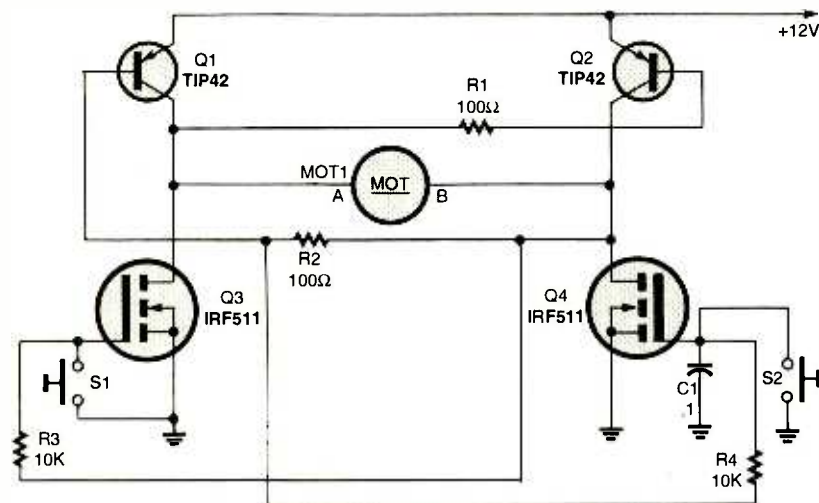 +12V
Q1
TIP42
Q2
TIP42
R1
100Ω
MOT1
A
MOT
B
R2
100Ω
Q3
IRF511
Q4
IRF511
S1
C1
1
S2
R3
10K
R4
10K